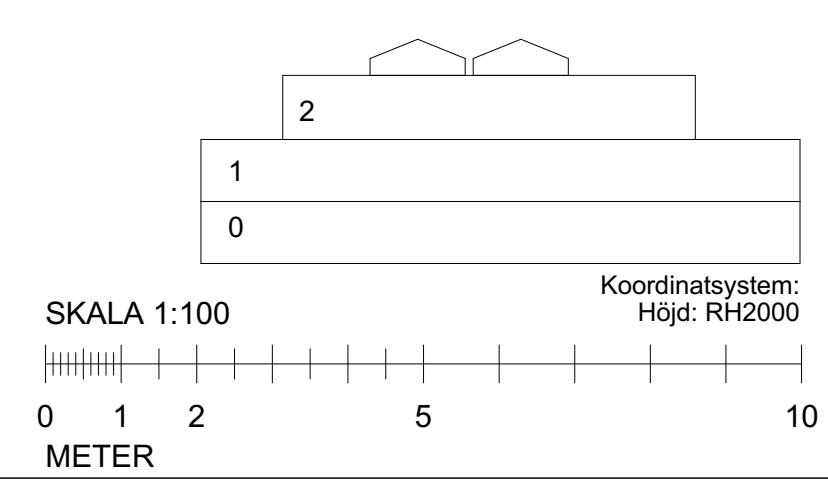 2
1
0
Koordinatsystem:
Höjd: RH2000
SKALA 1:100
0 1 2 5 10
METER